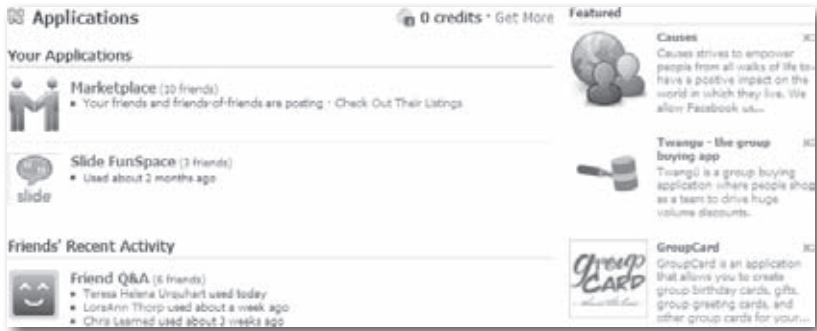 Applications
0 credits · Get More
Your Applications
Marketplace (10 friends)
• Your friends and friends-of-friends are posting · Check Out Their Listings
slide
Slide FunSpace (3 friends)
• Used about 2 months ago
Friends' Recent Activity
Friend Q&A (6 friends)
• Teresa Helena Urquhart used today
• LoraAnn Thorp used about a week ago
• Chris Learned used about 3 weeks ago
Featured
Causes
Causes strives to empower
people from all walks of life to
have a positive impact on the
world in which they live. We
allow Facebook us...
- the group
buying app
is a group buying
application where people shop
as a team to drive huge
volume discounts.
group
CARD
GroupCard
GroupCard is an application
that allows you to create
group birthday cards, gifts,
group greeting cards, and
other group cards for your...